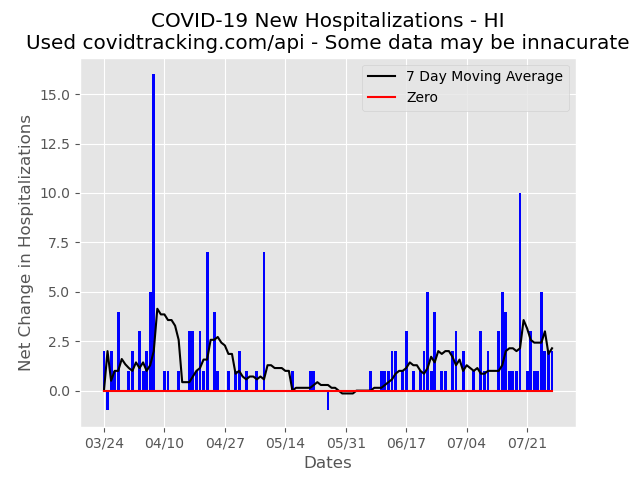 COVID-19 New Hospitalizations - HI
Used covidtracking.com/api - Some data may be innacurate
7 Day Moving Average
Zero
Net Change in Hospitalizations
15.0
12.5
10.0
7.5
5.0
2.5
0.0
03/24 04/10 04/27 05/14 05/31 06/17 07/04 07/21
Dates